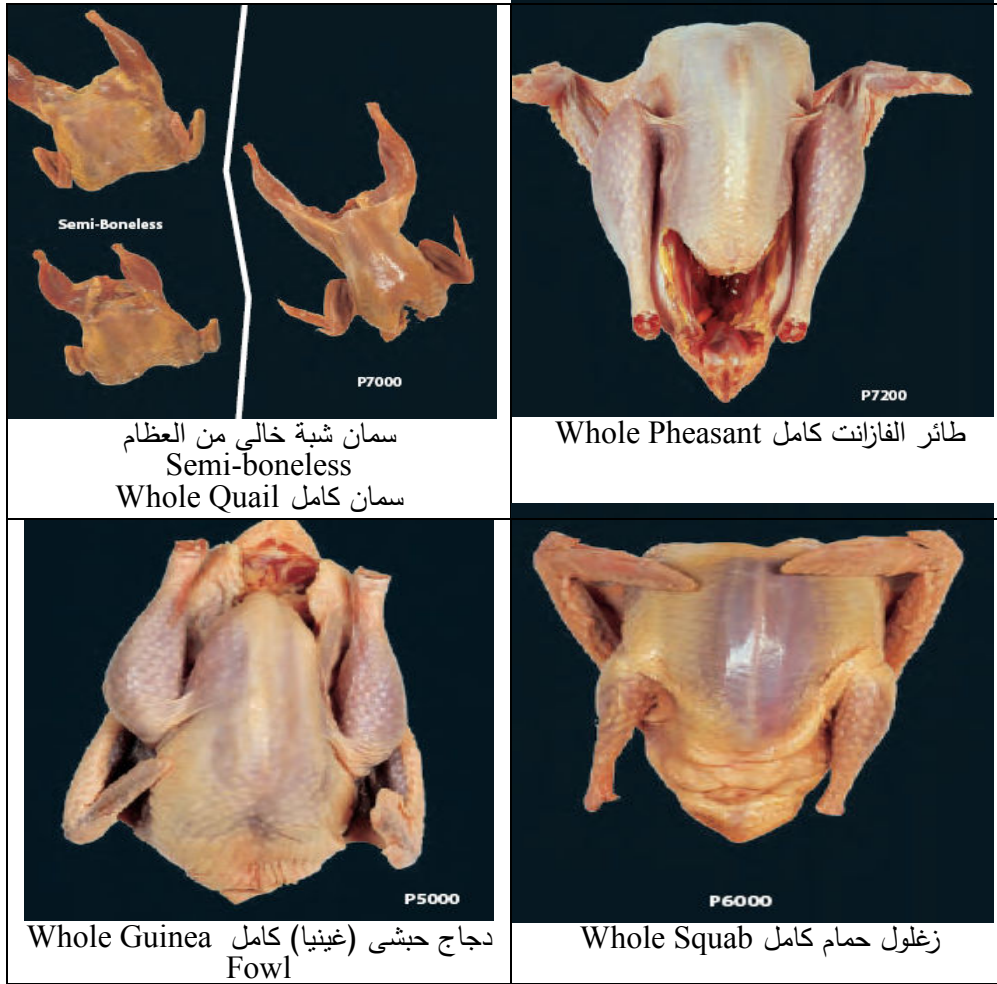 Semi-Boneless
P7000
سمان شبة خالى من العظام
Semi-boneless
سمان كامل Whole Quail
P7200
طائر الفازانت كامل Whole Pheasant
P5000
دجاج حبشى (غينيا) كامل Whole Guinea
Fowl
P6000
زغلول حمام كامل Whole Squab